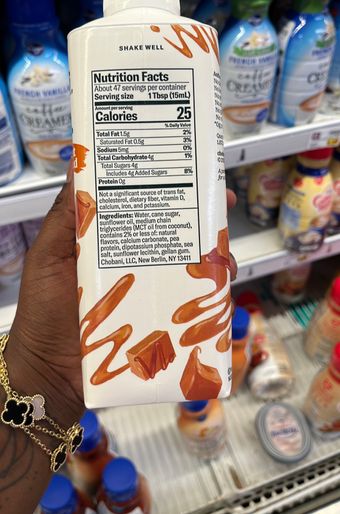 SHAKE WELL
Nutrition Facts
About 47 servings per container
Serving size 1 Tbsp (15mL)
Amount per serving
Calories 25
% Daily Value
Total Fat 1.5g 2%
Saturated Fat 0.5g 3%
Sodium 5mg 0%
Total Carbohydrate 4g 1%
Total Sugars 4g
Includes 4g Added Sugars 8%
Protein 0g
Not a significant source of trans fat,
cholesterol, dietary fiber, vitamin D,
calcium, iron, and potassium.
Ingredients: Water, cane sugar,
sunflower oil, medium chain
triglycerides (MCT oil from coconut),
contains 2% or less of: natural
flavors, calcium carbonate, pea
protein, dipotassium phosphate, sea
salt, sunflower lecithin, gellan gum.
Chobani, LLC, New Berlin, NY 13411
FRENCH VANILLA
CREAMER
FRENCH VANILLA